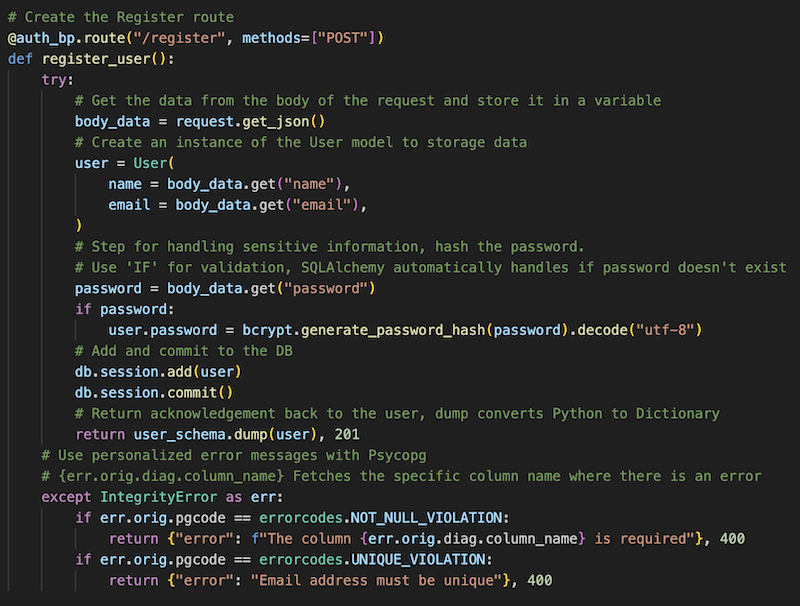 # Create the Register route
@auth_bp.route("/register", methods=["POST"])
def register_user():
    try:
        # Get the data from the body of the request and store it in a variable
        body_data = request.get_json()
        # Create an instance of the User model to storage data
        user = User(
            name = body_data.get("name"),
            email = body_data.get("email"),
        )
        # Step for handling sensitive information, hash the password.
        # Use 'IF' for validation, SQLAlchemy automatically handles if password doesn't exist
        password = body_data.get("password")
        if password:
            user.password = bcrypt.generate_password_hash(password).decode("utf-8")
        # Add and commit to the DB
        db.session.add(user)
        db.session.commit()
        # Return acknowledgement back to the user, dump converts Python to Dictionary
        return user_schema.dump(user), 201
    # Use personalized error messages with Psycopg
    # {err.orig.diag.column_name} Fetches the specific column name where there is an error
    except IntegrityError as err:
        if err.orig.pgcode == errorcodes.NOT_NULL_VIOLATION:
            return {"error": f"The column {err.orig.diag.column_name} is required"}, 400
        if err.orig.pgcode == errorcodes.UNIQUE_VIOLATION:
            return {"error": "Email address must be unique"}, 400